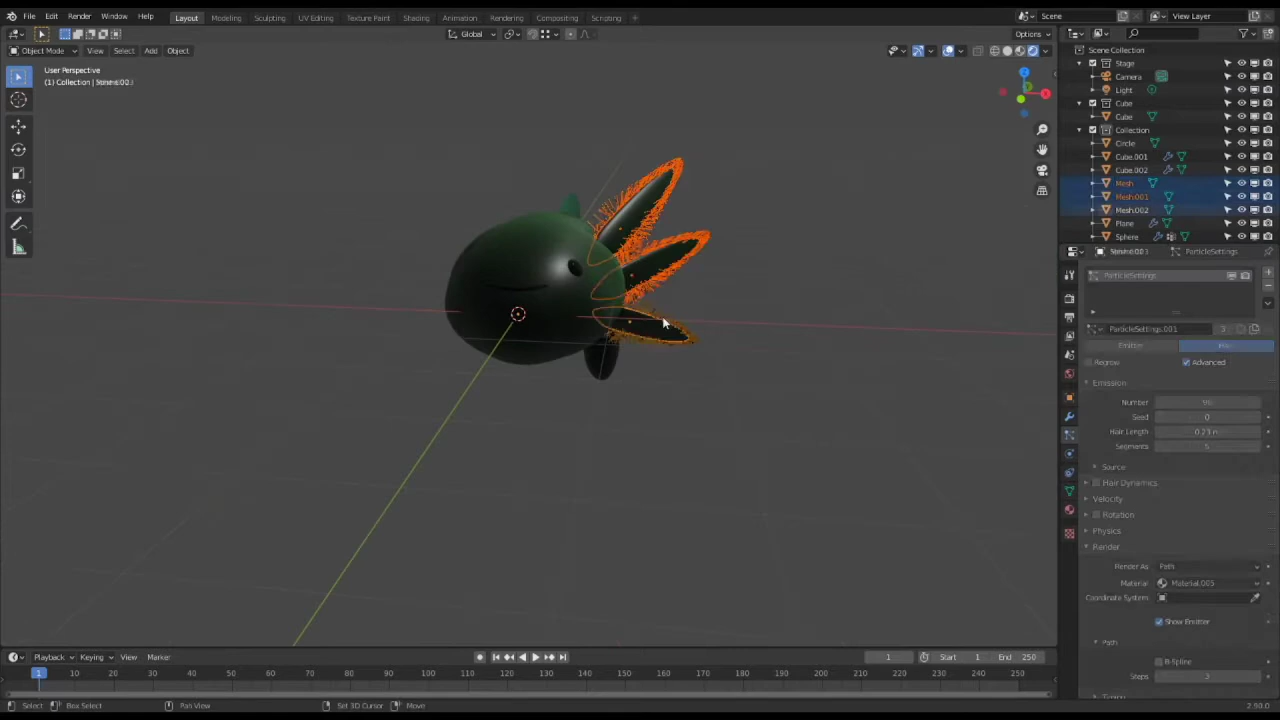 File Edit Render Window Help Layout Modeling Sculpting UV Editing Texture Paint Shading Animation Rendering Compositing Scripting + Scene View Layer
Global Options
Object Mode View Select Add Object
User Perspective
(1) Collection |
Scene Collection
Stage
Camera
Light
Cube
Cube
Collection
Circle
Cube.001
Cube.002
Mesh
Mesh.001
Mesh.002
Plane
Sphere
ParticleSettings
ParticleSettings
ParticleSettings.001 3
Emitter
Regrow Advanced
Emission
Number
Seed 0
Hair Length
Segments 5
Source
Hair Dynamics
Velocity
Rotation
Physics
Render
Render As Path
Material Material.005
Coordinate System
Show Emitter
Path
B-Spline
Steps 3
Playback Keying View Marker 1 Start 1 End 250
1 10 20 30 40 50 60 70 80 90 100 110 120 130 140 150 160 170 180 190 200 210 220 230 240 250
Select Box Select Pan View Set 3D Cursor Move 2.90.0